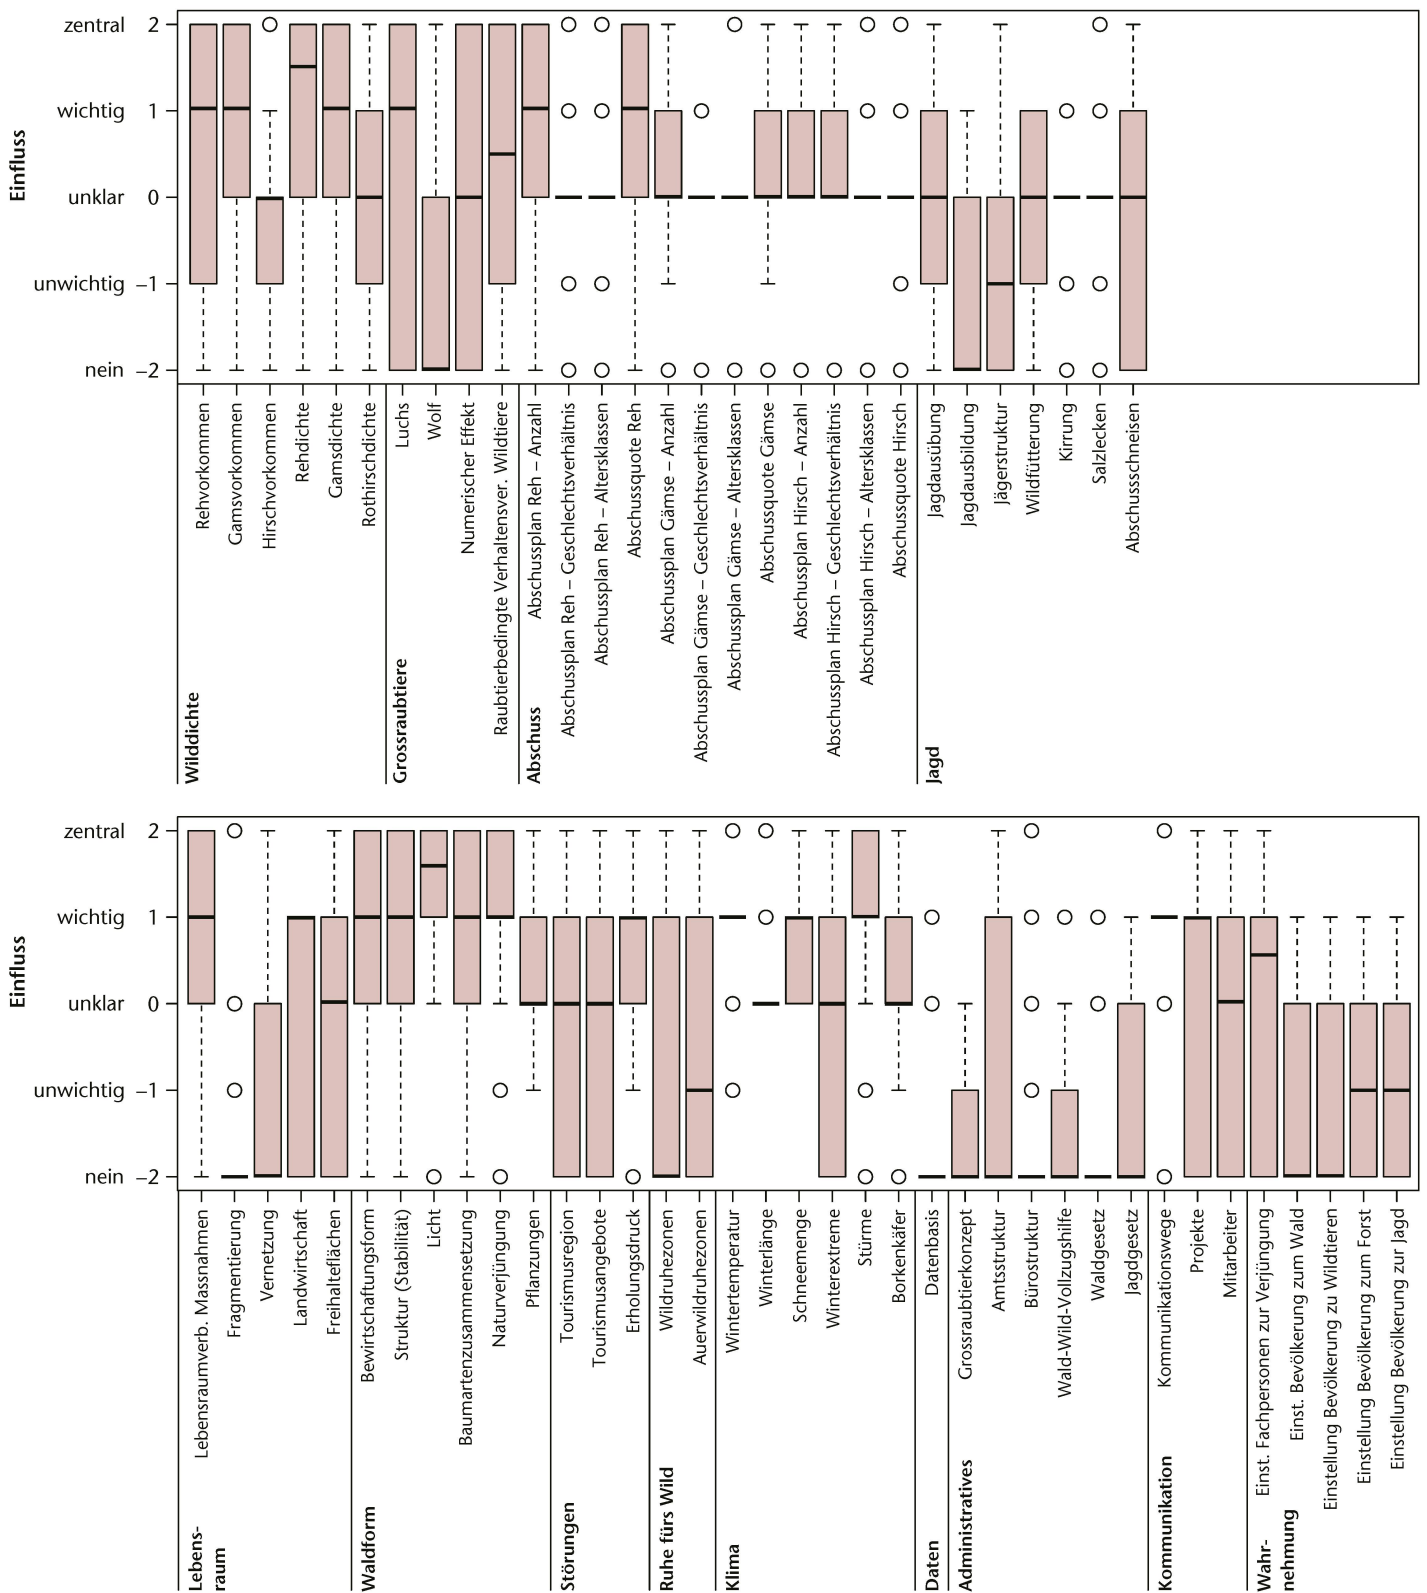 Einfluss
zentral 2
wichtig 1
unklar 0
unwichtig –1
nein –2
Rehvorkommen
Gamsvorkommen
Hirschvorkommen
Rehdichte
Gamsdichte
Rothirschdichte
Luchs
Wolf
Numerischer Effekt
Raubtierbedingte Verhaltensver. Wildtiere
Abschussplan Reh – Anzahl
Abschussplan Reh – Geschlechtsverhältnis
Abschussplan Reh – Altersklassen
Abschussquote Reh
Abschussplan Gämse – Anzahl
Abschussplan Gämse – Geschlechtsverhältnis
Abschussplan Gämse – Altersklassen
Abschussquote Gämse
Abschussplan Hirsch – Anzahl
Abschussplan Hirsch – Geschlechtsverhältnis
Abschussplan Hirsch – Altersklassen
Abschussquote Hirsch
Jagdausübung
Jagdausbildung
Jägerstruktur
Wildfütterung
Kirrung
Salzlecken
Abschussschneisen
Wilddichte
Grossraubtiere
Abschuss
Jagd
Einfluss
zentral 2
wichtig 1
unklar 0
unwichtig –1
nein –2
Lebensraumverb. Massnahmen
Fragmentierung
Vernetzung
Landwirtschaft
Freihalteflächen
Bewirtschaftungsform
Struktur (Stabilität)
Licht
Baumartenzusammensetzung
Naturverjüngung
Pflanzungen
Tourismusregion
Tourismusangebote
Erholungsdruck
Wildruhezonen
Auerwildruhezonen
Wintertemperatur
Winterlänge
Schneemenge
Winterextreme
Stürme
Borkenkäfer
Datenbasis
Grossraubtierkonzept
Amtsstruktur
Bürostruktur
Wald-Wild-Vollzugshilfe
Waldgesetz
Jagdgesetz
Kommunikationswege
Projekte
Mitarbeiter
Einst. Fachpersonen zur Verjüngung
Einst. Bevölkerung zum Wald
Einstellung Bevölkerung zu Wildtieren
Einstellung Bevölkerung zum Forst
Einstellung Bevölkerung zur Jagd
Lebens-
raum
Waldform
Störungen
Ruhe fürs Wild
Klima
Daten
Administratives
Kommunikation
Wahr-
nehmung